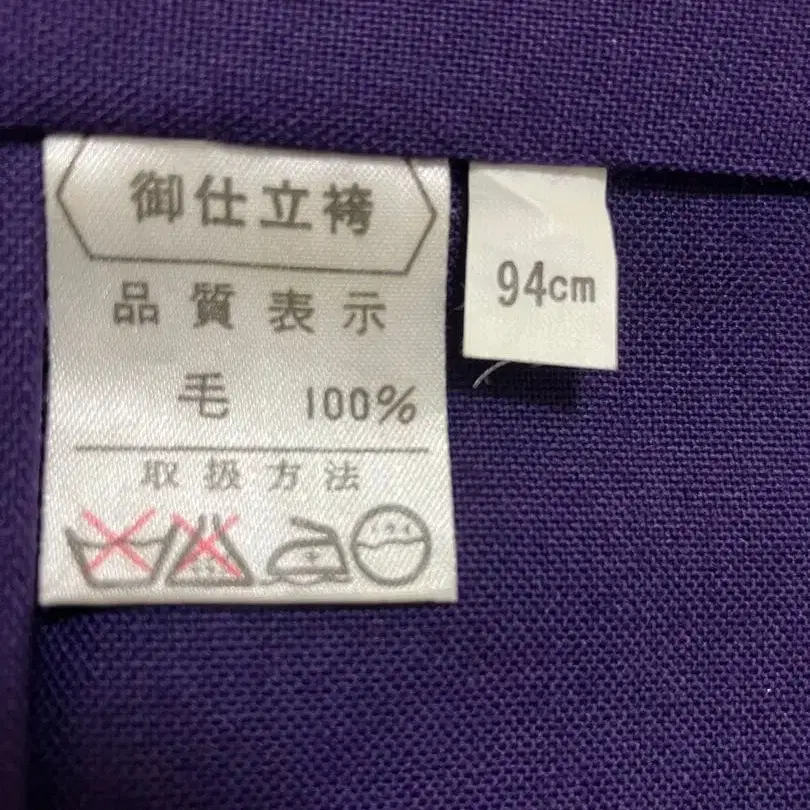 御仕立袴
品質表示
毛 100%
取扱方法
94cm